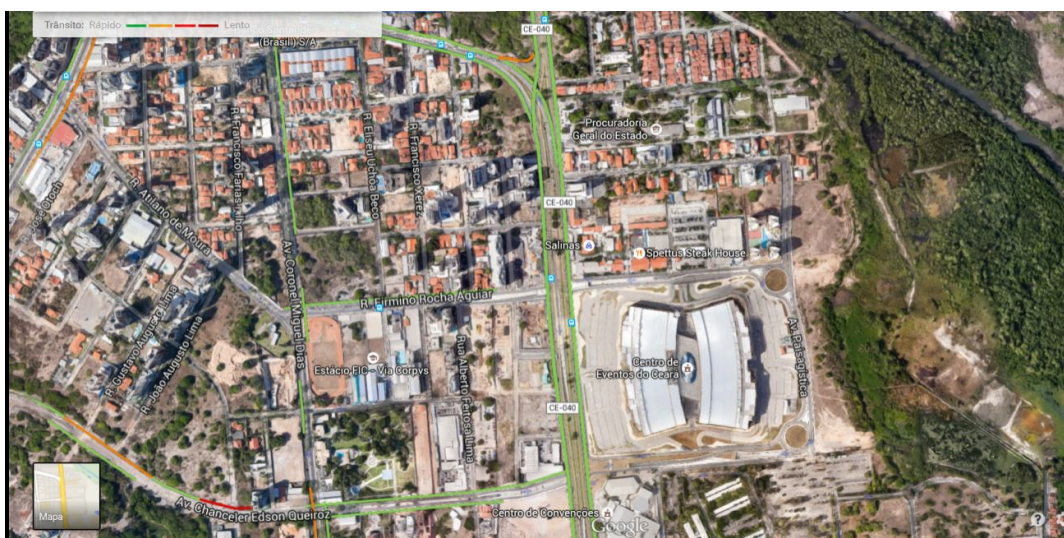 Trânsito: Rápido Lento
(Brasil) S/A
CE-040
Procuradoria
Geral do Estado
R. Francisco Farias Filho
R. Eliseu Uchôa Beco
R. Francisco Xerez
R. Atilano de Moura
CE-040
Salinas
Spettus Steak House
Av. Coronel Miguel Dias
R. Firmino Rocha Aguiar
R. Gustavo Augusto Lima
R. João Augusto Lima
Estácio FIC - Via Corpvs
Rua Alberto Feitosa Lima
Centro de
Eventos do Ceará
Av. Paisagística
CE-040
Mapa
Av. Chanceler Edson Queiroz
Centro de Convenções
Google
?